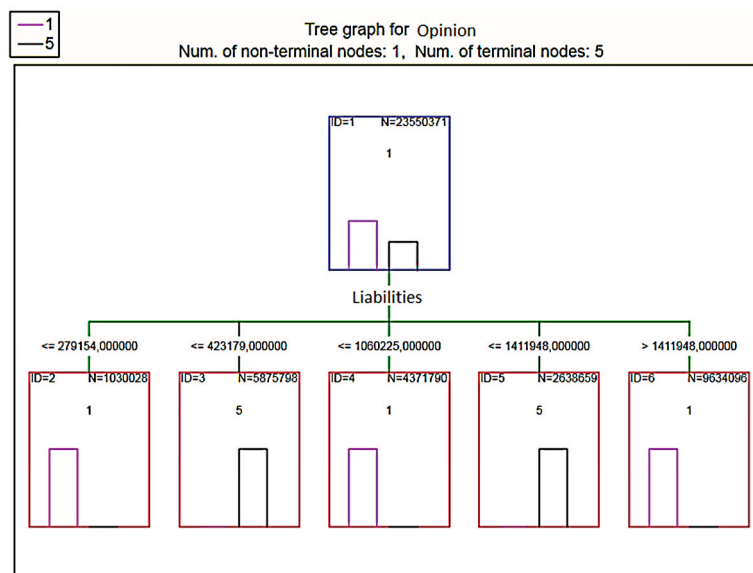 1
5
Tree graph for Opinion
Num. of non-terminal nodes: 1, Num. of terminal nodes: 5
ID=1 N=23550371
1
Liabilities
<= 279154,000000 <= 423179,000000 <= 1060225,000000 <= 1411948,000000 > 1411948,000000
ID=2 N=1030028 ID=3 N=5875798 ID=4 N=4371790 ID=5 N=2638659 ID=6 N=9634096
1 5 1 5 1